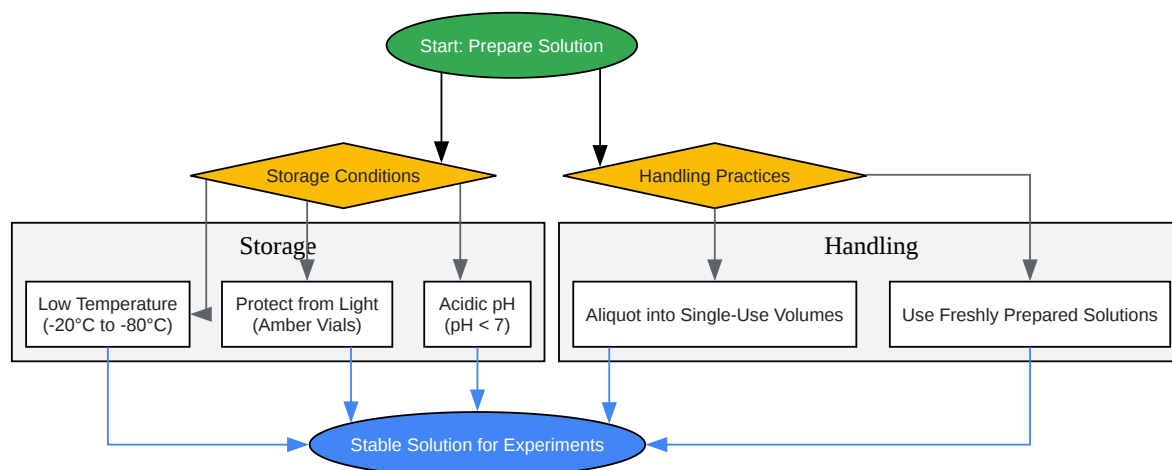 Start: Prepare Solution
Storage Conditions
Handling Practices
Storage
Handling
Low Temperature
(-20°C to -80°C)
Protect from Light
(Amber Vials)
Acidic pH
(pH < 7)
Aliquot into Single-Use Volumes
Use Freshly Prepared Solutions
Stable Solution for Experiments